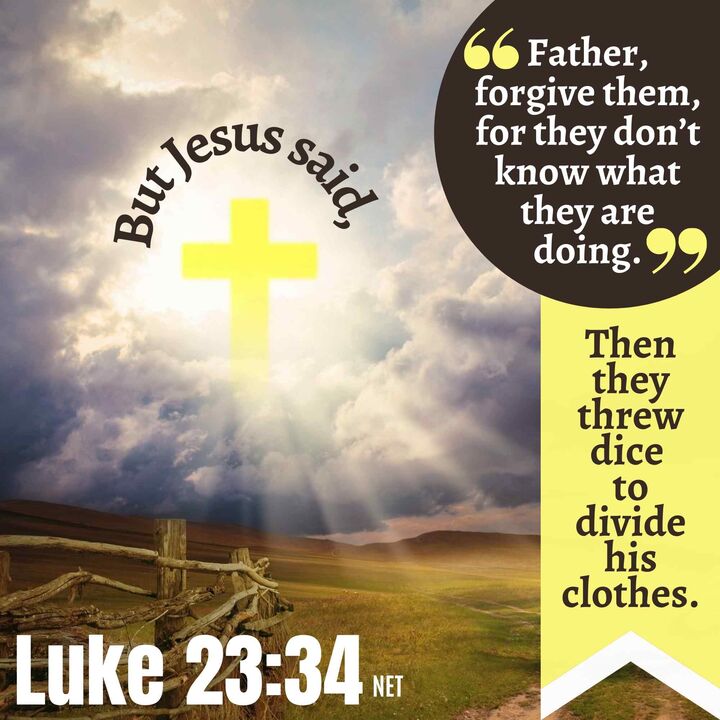 But Jesus said,
“Father,
forgive them,
for they don’t
know what
they are
doing.”
Then
they
threw
dice
to
divide
his
clothes.
Luke 23:34 NET